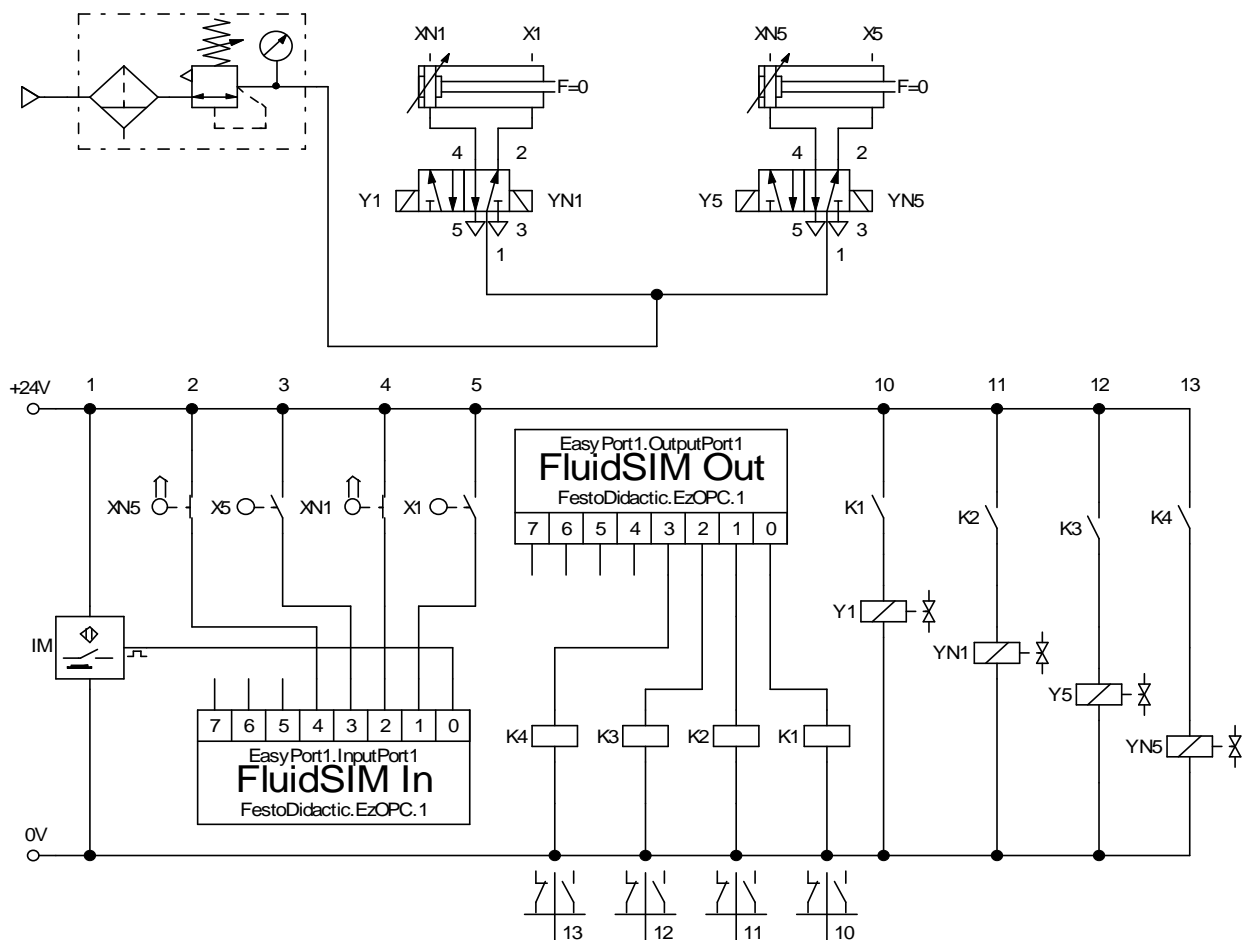 XN1 X1 XN5 X5
F=0 F=0
4 2 4 2
Y1 YN1 Y5 YN5
5 3 5 3
1 1
+24V 1 2 3 4 5 10 11 12 13
EasyPort1.OutputPort1
FluidSIM Out
FestoDidactic.EzOPC.1
XN5 X5 XN1 X1 K1 K2 K3 K4
7 6 5 4 3 2 1 0
Y1
IM YN1
Y5
7 6 5 4 3 2 1 0
K4 K3 K2 K1 YN5
EasyPort1.InputPort1
FluidSIM In
FestoDidactic.EzOPC.1
0V
13 12 11 10